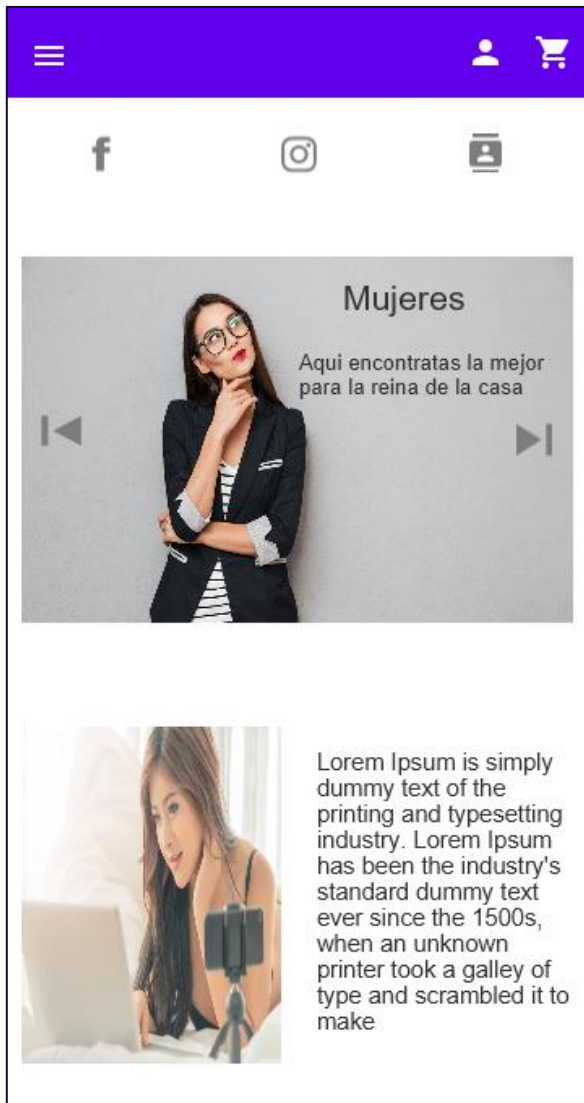 Mujeres
Aqui encontratas la mejor
para la reina de la casa
Lorem Ipsum is simply
dummy text of the
printing and typesetting
industry. Lorem Ipsum
has been the industry's
standard dummy text
ever since the 1500s,
when an unknown
printer took a galley of
type and scrambled it to
make